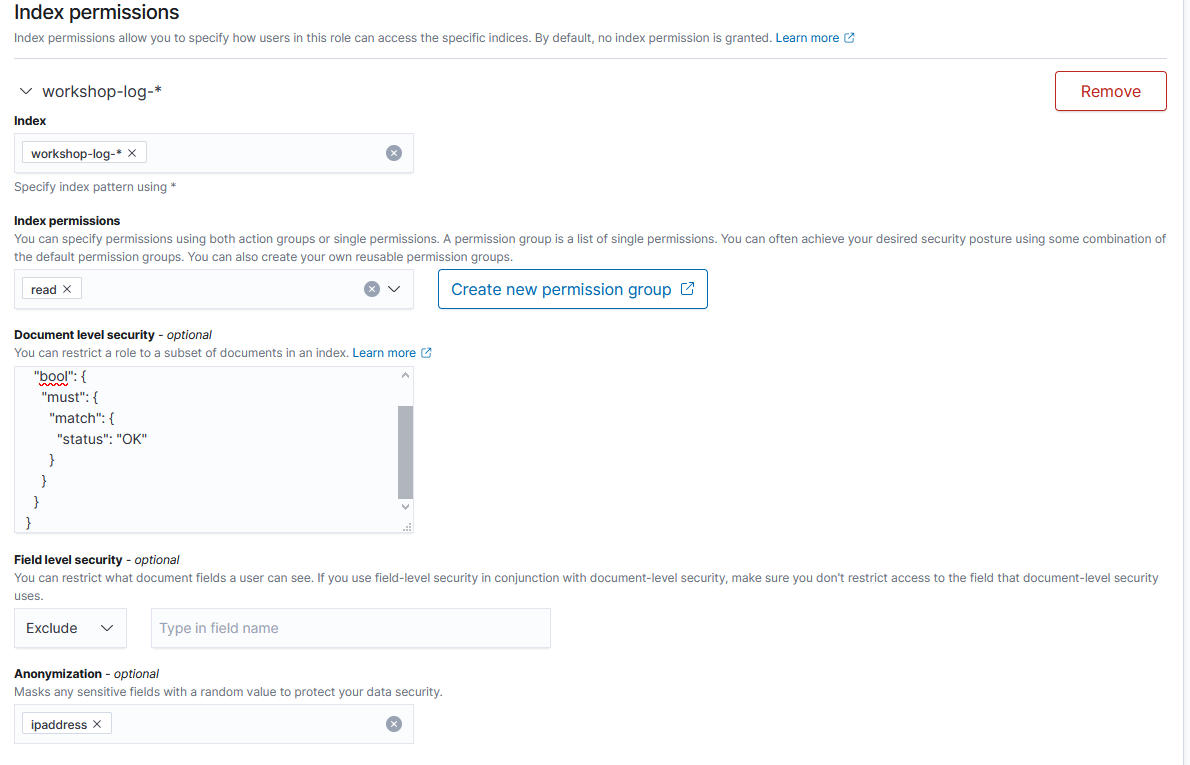 Index permissions
Index permissions allow you to specify how users in this role can access the specific indices. By default, no index permission is granted. Learn more
workshop-log-*
Remove
Index
workshop-log-*
Specify index pattern using *
Index permissions
You can specify permissions using both action groups or single permissions. A permission group is a list of single permissions. You can often achieve your desired security posture using some combination of
the default permission groups. You can also create your own reusable permission groups.
read
Create new permission group
Document level security - optional
You can restrict a role to a subset of documents in an index. Learn more
"bool": {
"must": {
"match": {
"status": "OK"
}
}
}
}
Field level security - optional
You can restrict what document fields a user can see. If you use field-level security in conjunction with document-level security, make sure you don't restrict access to the field that document-level security
uses.
Exclude
Type in field name
Anonymization - optional
Masks any sensitive fields with a random value to protect your data security.
ipaddress